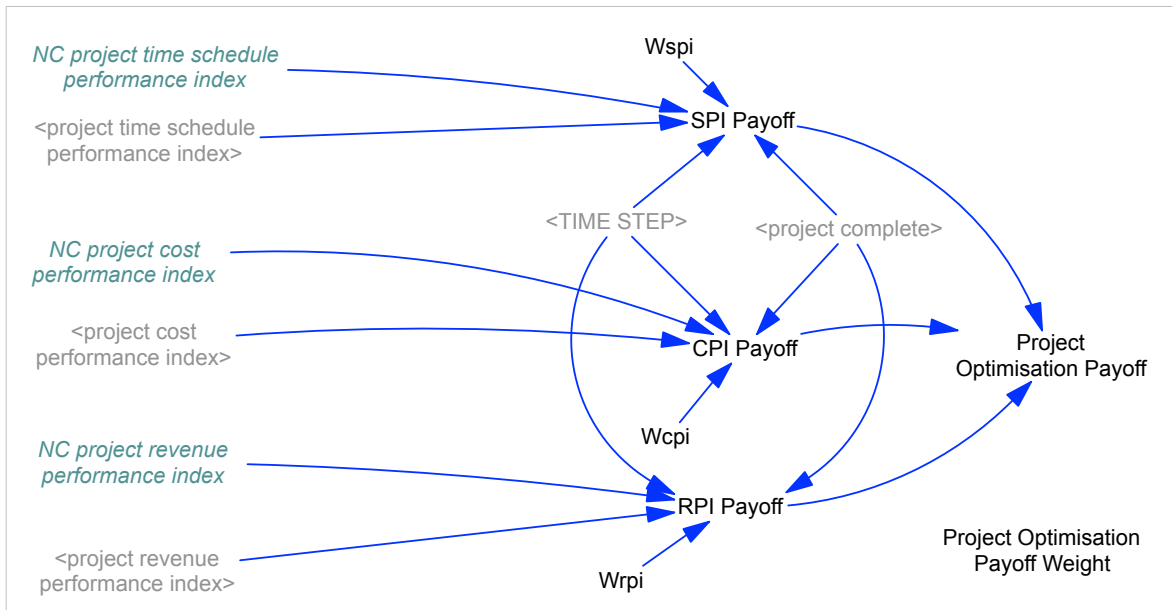 NC project time schedule
performance index
Wspi
<project time schedule
performance index>
SPI Payoff
<TIME STEP>
<project complete>
NC project cost
performance index
<project cost
performance index>
CPI Payoff
Project
Optimisation Payoff
Wcpi
NC project revenue
performance index
RPI Payoff
<project revenue
performance index>
Wrpi
Project Optimisation
Payoff Weight